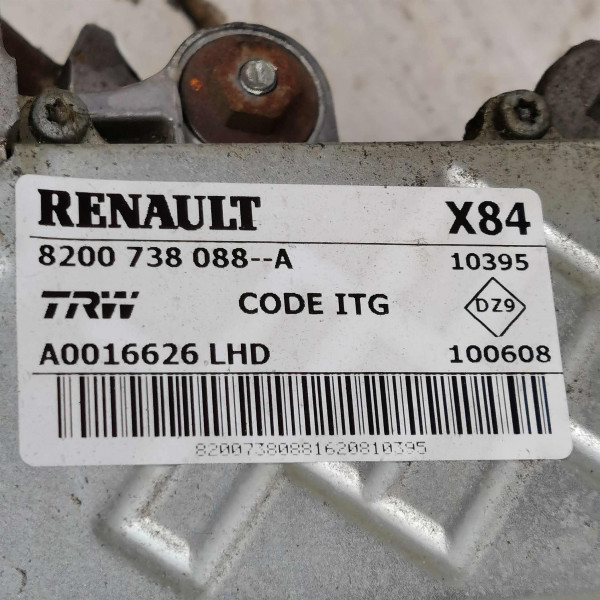 RENAULT X84
8200 738 088--A 10395
TRW CODE ITG DZ9
A0016626 LHD 100608
82007380881620810395